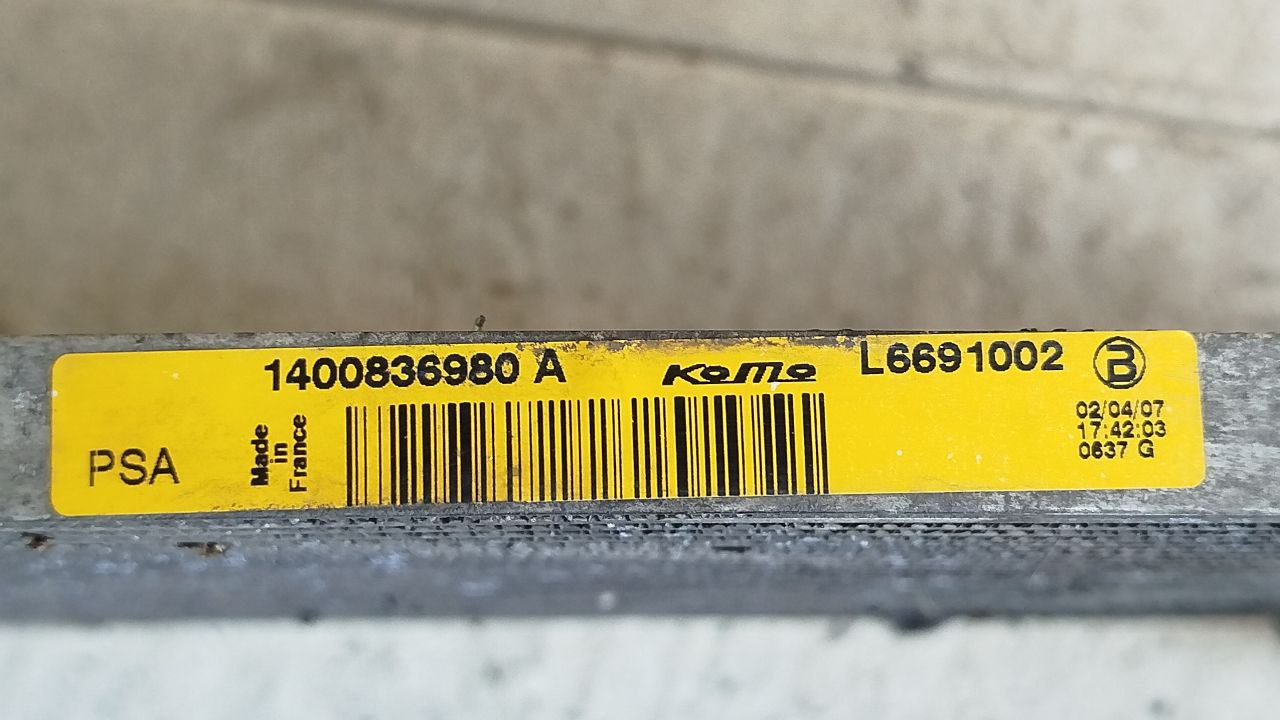 1400836980 A
KoMo
L6691002
B
PSA
Made
in
France
02/04/07
17:42:03
0637 G